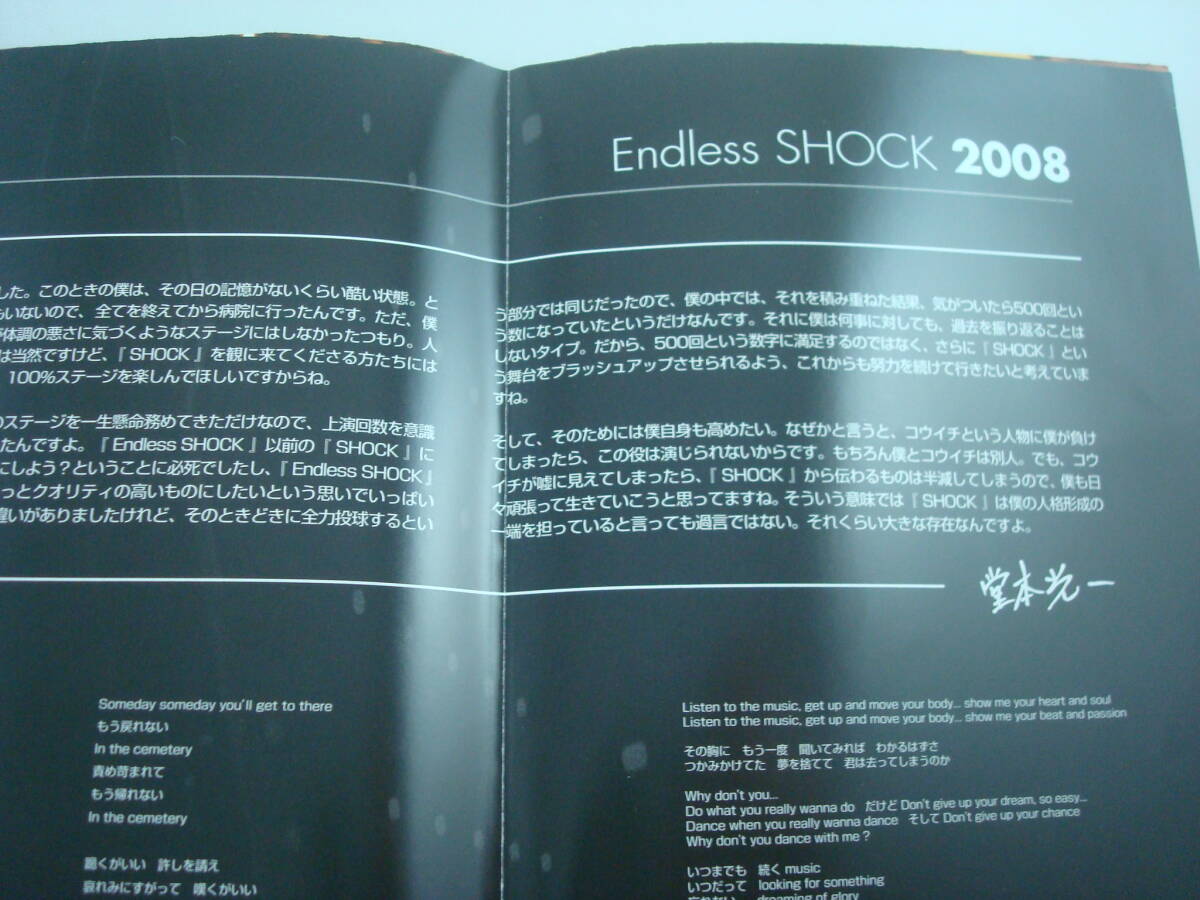 Endless SHOCK 2008
した。このときの僕は、その日の記憶がないくらい酷い状態。と
いないので、全てを終えてから病院に行ったんです。ただ、僕
体調の悪さに気づくようなステージにはしなかったつもり。人
は当然ですけど、『SHOCK』を観に来てくださる方たちには
100%ステージを楽しんでほしいですからね。
のステージを一生懸命務めてきただけなので、上演回数を意識
たんですよ。『Endless SHOCK』以前の『SHOCK』に
にしよう？ということに必死でしたし、『Endless SHOCK』
っとクオリティの高いものにしたいという思いでいっぱい
違いがありましたけれど、そのときどきに全力投球するとい
う部分では同じだったので、僕の中では、それを積み重ねた結果、気がついたら500回とい
う数になっていたというだけなんです。それに僕は何事に対しても、過去を振り返ることは
しないタイプ。だから、500回という数字に満足するのではなく、さらに『SHOCK』とい
う舞台をブラッシュアップさせられるよう、これからも努力を続けて行きたいと考えていま
すね。
そして、そのためには僕自身も高めたい。なぜかと言うと、コウイチという人物に僕が負け
てしまったら、この役は演じられないからです。もちろん僕とコウイチは別人。でも、コウ
イチが嘘に見えてしまったら、『SHOCK』から伝わるものは半減してしまうので、僕も日
々頑張って生きていこうと思ってますね。そういう意味では『SHOCK』は僕の人格形成の
一端を担っていると言っても過言ではない。それくらい大きな存在なんですよ。
堂本光一
Someday someday you'll get to there
もう戻れない
In the cemetery
責め苛まれて
もう帰れない
In the cemetery
跪くがいい 許しを請え
哀れみにすがって 嘆くがいい
Listen to the music, get up and move your body... show me your heart and soul
Listen to the music, get up and move your body... show me your beat and passion
その胸に もう一度 聞いてみれば わかるはずさ
つかみかけてた 夢を捨てて 君は去ってしまうのか
Why don't you...
Do what you really wanna do だけど Don't give up your dream, so easy...
Dance when you really wanna dance そして Don't give up your chance
Why don't you dance with me ?
いつまでも 続く music
いつだって looking for something
忘れない dreaming of glory